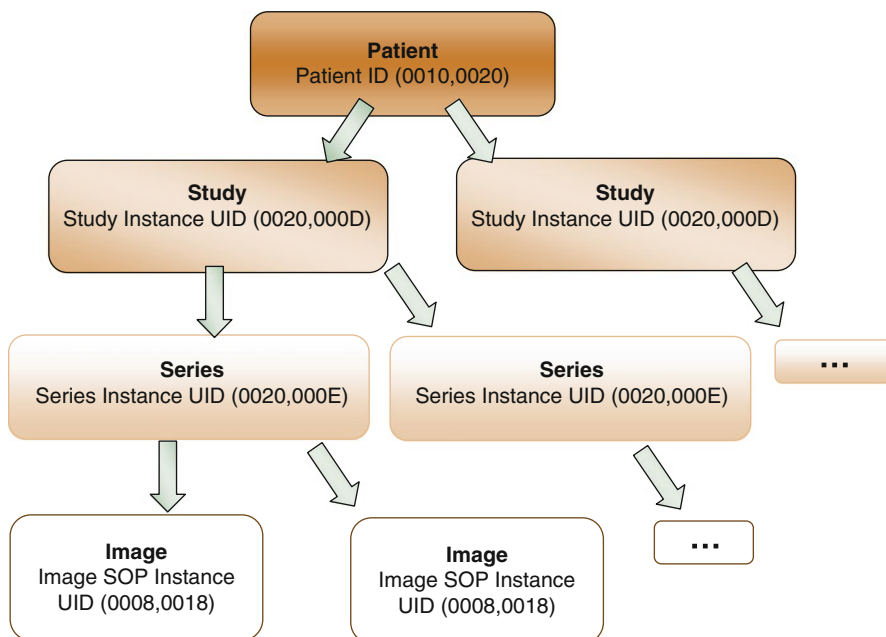 Patient
Patient ID (0010,0020)
Study
Study Instance UID (0020,000D)
Study
Study Instance UID (0020,000D)
Series
Series Instance UID (0020,000E)
Series
Series Instance UID (0020,000E)
...
Image
Image SOP Instance
UID (0008,0018)
Image
Image SOP Instance
UID (0008,0018)
...